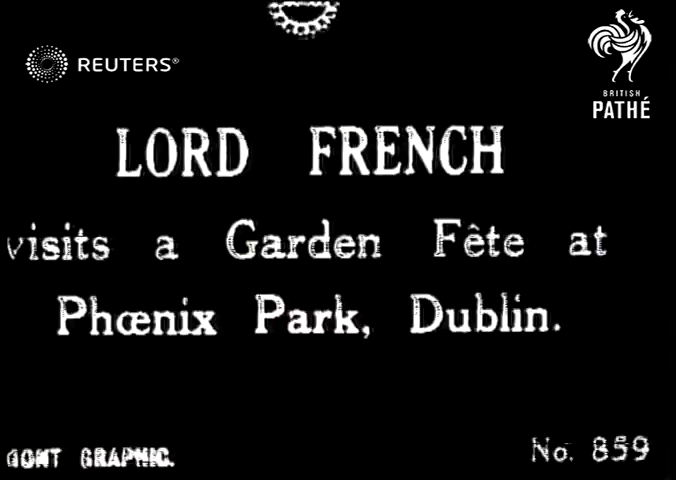 REUTERS®
BRITISH
PATHÉ
LORD FRENCH
visits a Garden Fête at
Phœnix Park, Dublin.
GRAPHIC.
No. 859